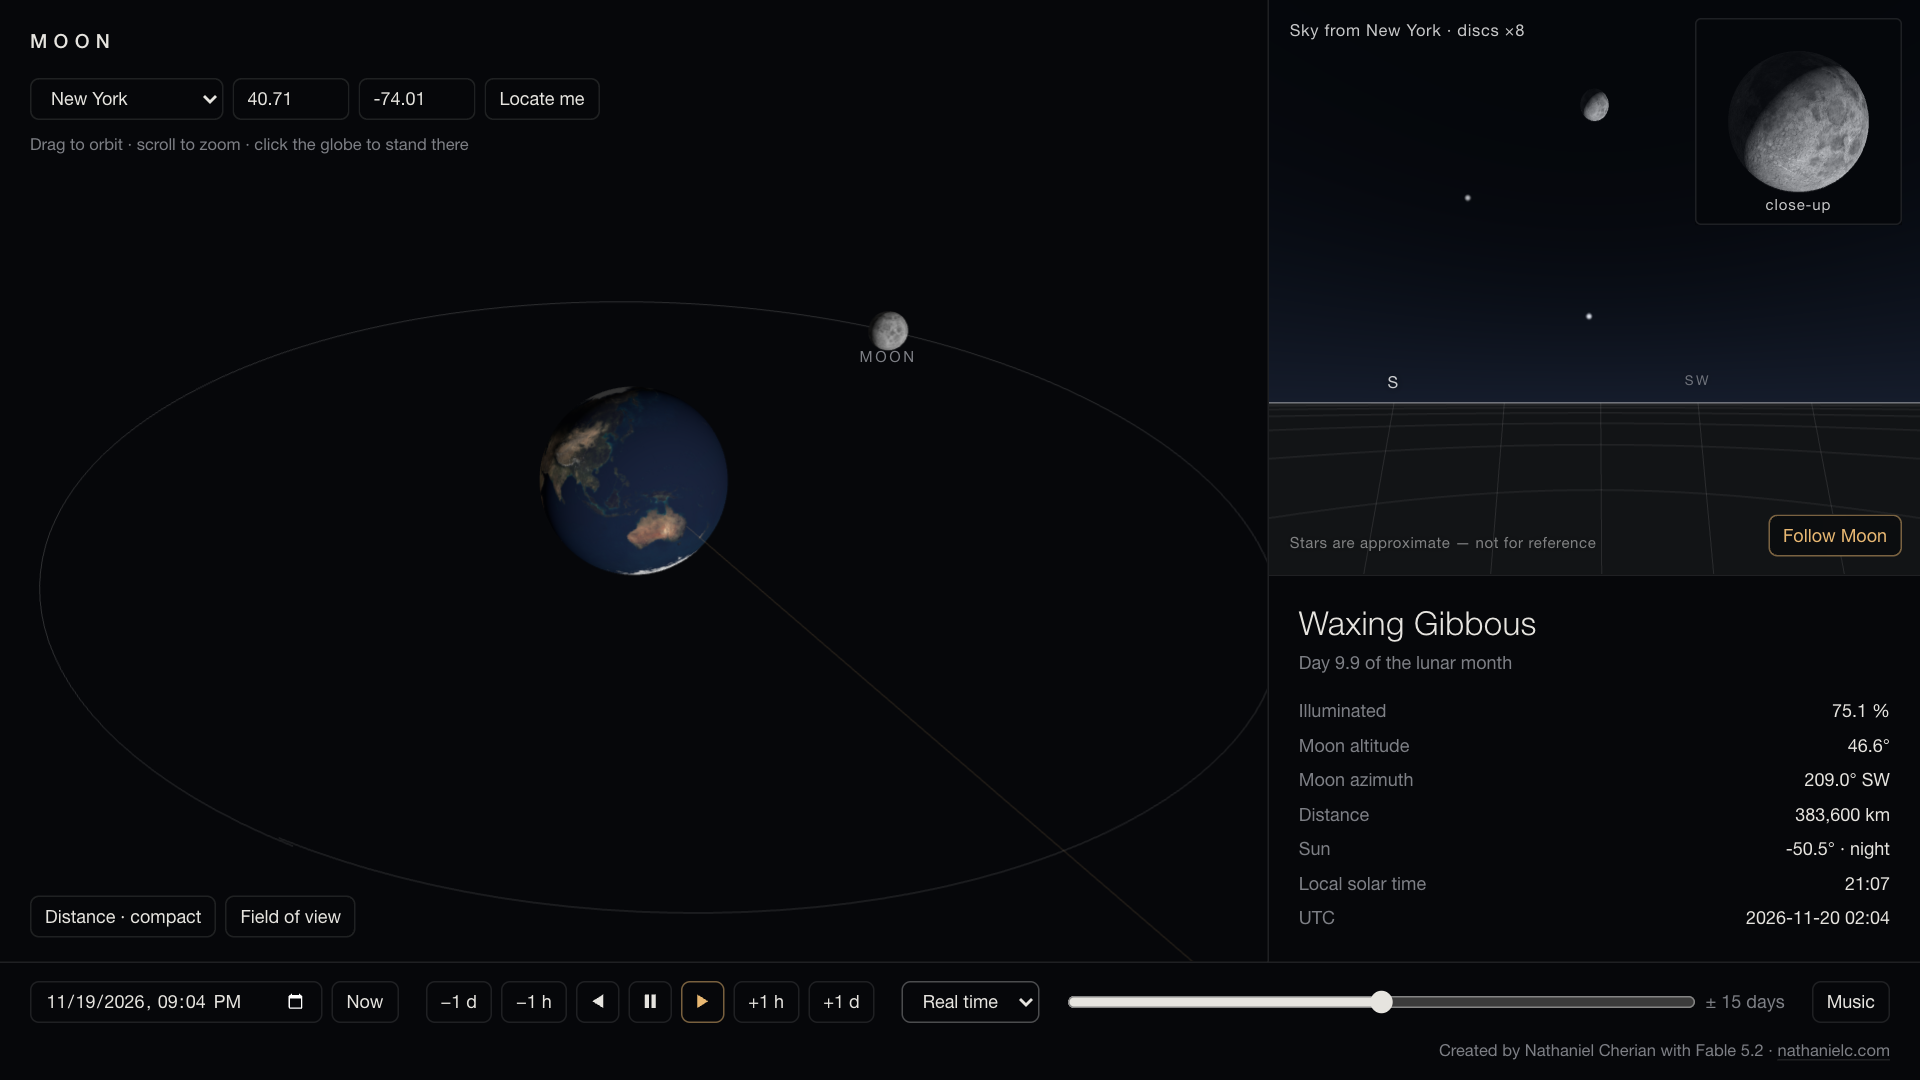 MOON
New York 40.71 -74.01 Locate me
Drag to orbit · scroll to zoom · click the globe to stand there
MOON
Distance · compact Field of view
Sky from New York · discs ×8
close-up
S SW
Stars are approximate — not for reference
Follow Moon
Waxing Gibbous
Day 9.9 of the lunar month
Illuminated 75.1 %
Moon altitude 46.6°
Moon azimuth 209.0° SW
Distance 383,600 km
Sun -50.5° · night
Local solar time 21:07
UTC 2026-11-20 02:04
11/19/2026, 09:04 PM Now −1 d −1 h +1 h +1 d Real time ± 15 days Music
Created by Nathaniel Cherian with Fable 5.2 · nathanielc.com